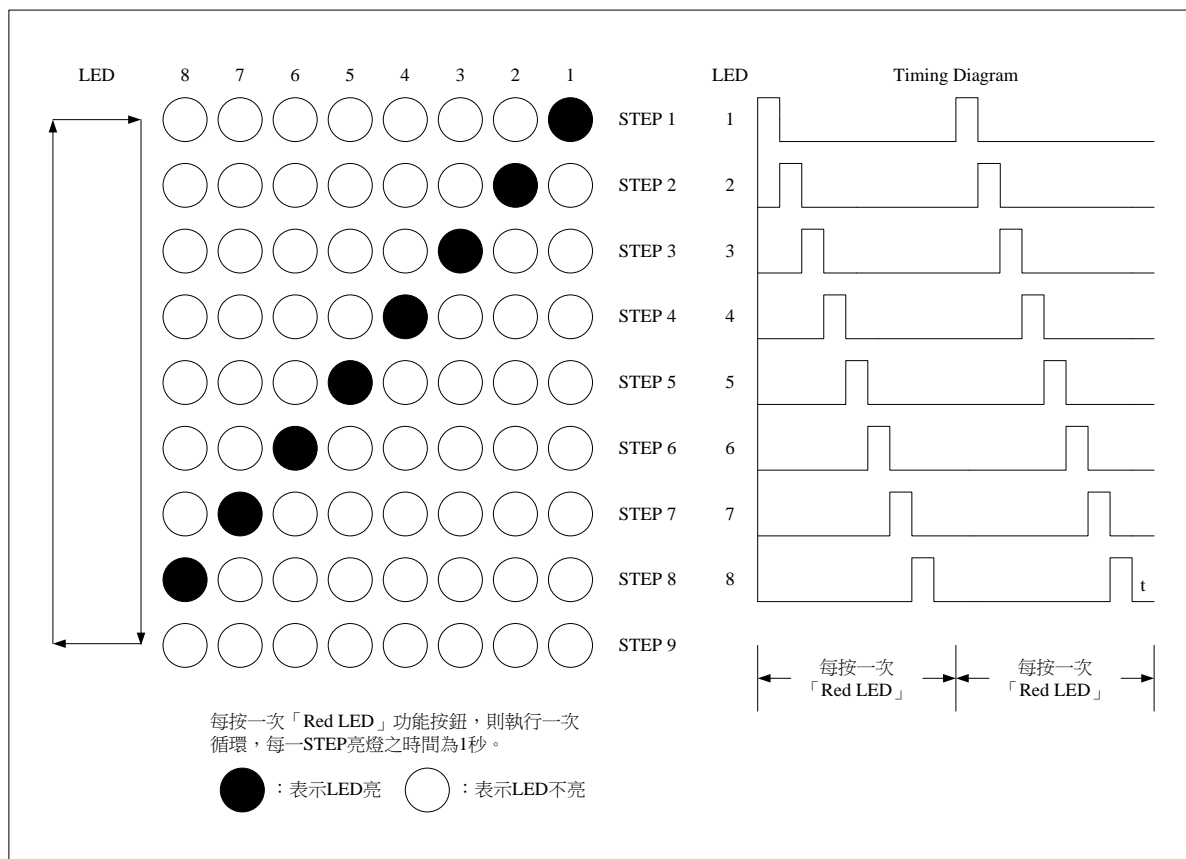 LED 8 7 6 5 4 3 2 1 LED Timing Diagram
STEP 1 1
STEP 2 2
STEP 3 3
STEP 4 4
STEP 5 5
STEP 6 6
STEP 7 7
STEP 8 8 t
STEP 9
每按一次 每按一次
「Red LED」 「Red LED」
每按一次「Red LED」功能按鈕，則執行一次
循環，每一STEP亮燈之時間為1秒。
：表示LED亮 ：表示LED不亮